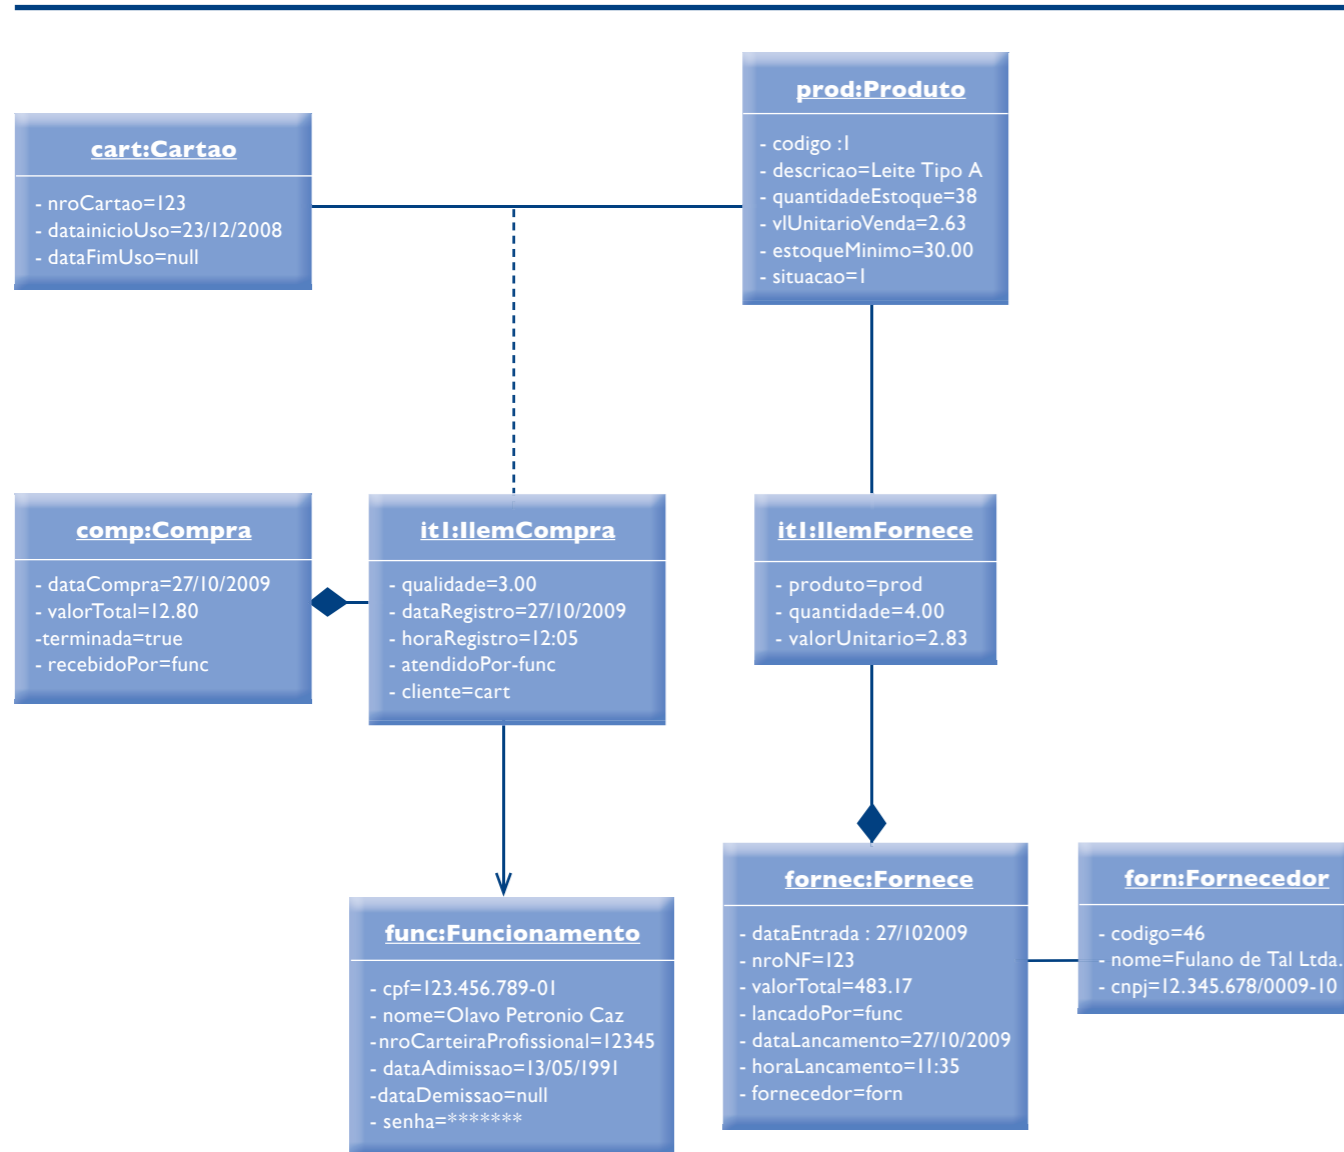 cart:Cartao
- nroCartao=123
- datainicioUso=23/12/2008
- dataFimUso=null
prod:Produto
- codigo :1
- descricao=Leite Tipo A
- quantidadeEstoque=38
- vlUnitarioVenda=2.63
- estoqueMinimo=30.00
- situacao=1
comp:Compra
- dataCompra=27/10/2009
- valorTotal=12.80
-terminada=true
- recebidoPor=func
it1:IlemCompra
- qualidade=3.00
- dataRegistro=27/10/2009
- horaRegistro=12:05
- atendidoPor-func
- cliente=cart
it1:IlemFornece
- produto=prod
- quantidade=4.00
- valorUnitario=2.83
func:Funcionamento
- cpf=123.456.789-01
- nome=Olavo Petronio Caz
-nroCarteiraProfissional=12345
- dataAdimissao=13/05/1991
-dataDemissao=null
- senha=*******
fornec:Fornece
- dataEntrada : 27/102009
- nroNF=123
- valorTotal=483.17
- lancadoPor=func
- dataLancamento=27/10/2009
- horaLancamento=11:35
- fornecedor=forn
forn:Fornecedor
- codigo=46
- nome=Fulano de Tal Ltda.
- cnpj=12.345.678/0009-10